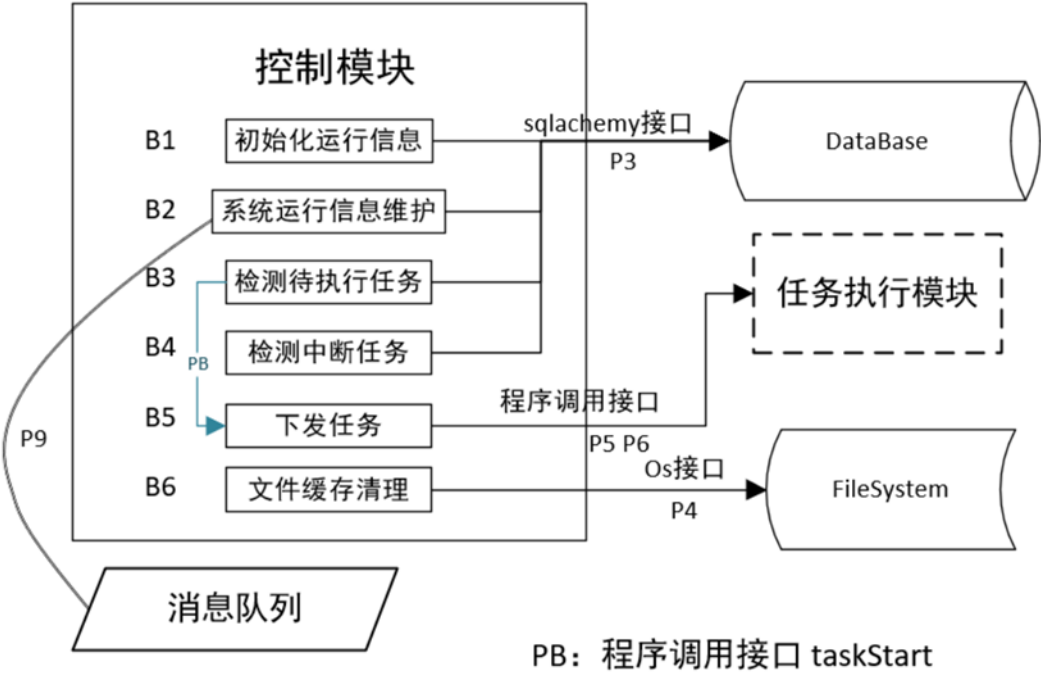 控制模块
sqlachemy接口
B1 初始化运行信息
DataBase
P3
B2 系统运行信息维护
B3 检测待执行任务
任务执行模块
B4 检测中断任务
PB
程序调用接口
B5 下发任务
P9
P5 P6
Os接口
B6 文件缓存清理
FileSystem
P4
消息队列
PB：程序调用接口 taskStart